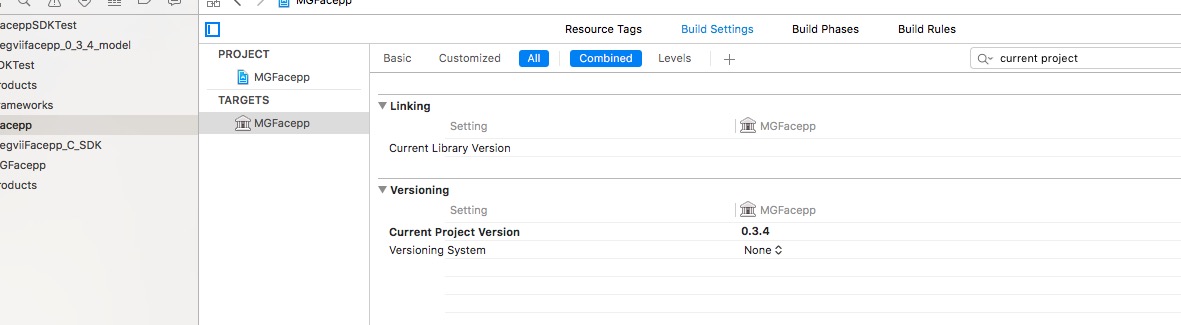 MGFacepp
Resource Tags
Build Settings
Build Phases
Build Rules
PROJECT
MGFacepp
TARGETS
MGFacepp
Basic
Customized
All
Combined
Levels
+
current project
Linking
Setting
MGFacepp
Current Library Version
Versioning
Setting
MGFacepp
Current Project Version
0.3.4
Versioning System
None
aceppSDKTest
egviifacepp_0_3_4_model
DKTest
roducts
rameworks
acepp
egviiFacepp_C_SDK
GFacepp
roducts